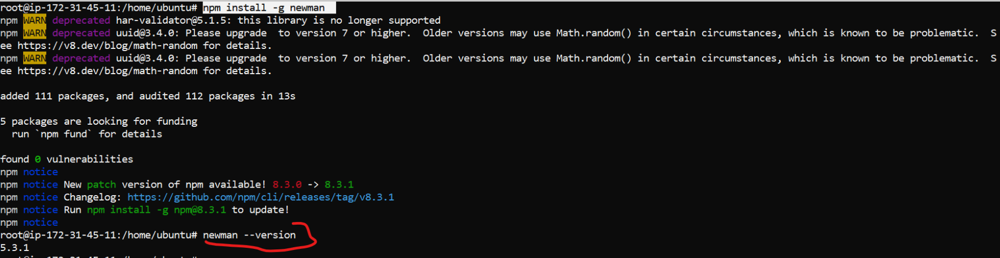 root@ip-172-31-45-11:/home/ubuntu# npm install -g newman
npm WARN deprecated har-validator@5.1.5: this library is no longer supported
npm WARN deprecated uuid@3.4.0: Please upgrade  to version 7 or higher.  Older versions may use Math.random() in certain circumstances, which is known to be problematic.  S
ee https://v8.dev/blog/math-random for details.
npm WARN deprecated uuid@3.4.0: Please upgrade  to version 7 or higher.  Older versions may use Math.random() in certain circumstances, which is known to be problematic.  S
ee https://v8.dev/blog/math-random for details.
added 111 packages, and audited 112 packages in 13s
5 packages are looking for funding
  run `npm fund` for details
found 0 vulnerabilities
npm notice
npm notice New patch version of npm available! 8.3.0 -> 8.3.1
npm notice Changelog: https://github.com/npm/cli/releases/tag/v8.3.1
npm notice Run npm install -g npm@8.3.1 to update!
npm notice
root@ip-172-31-45-11:/home/ubuntu# newman --version
5.3.1
root@ip-172-31-45-11:/home/ubuntu#